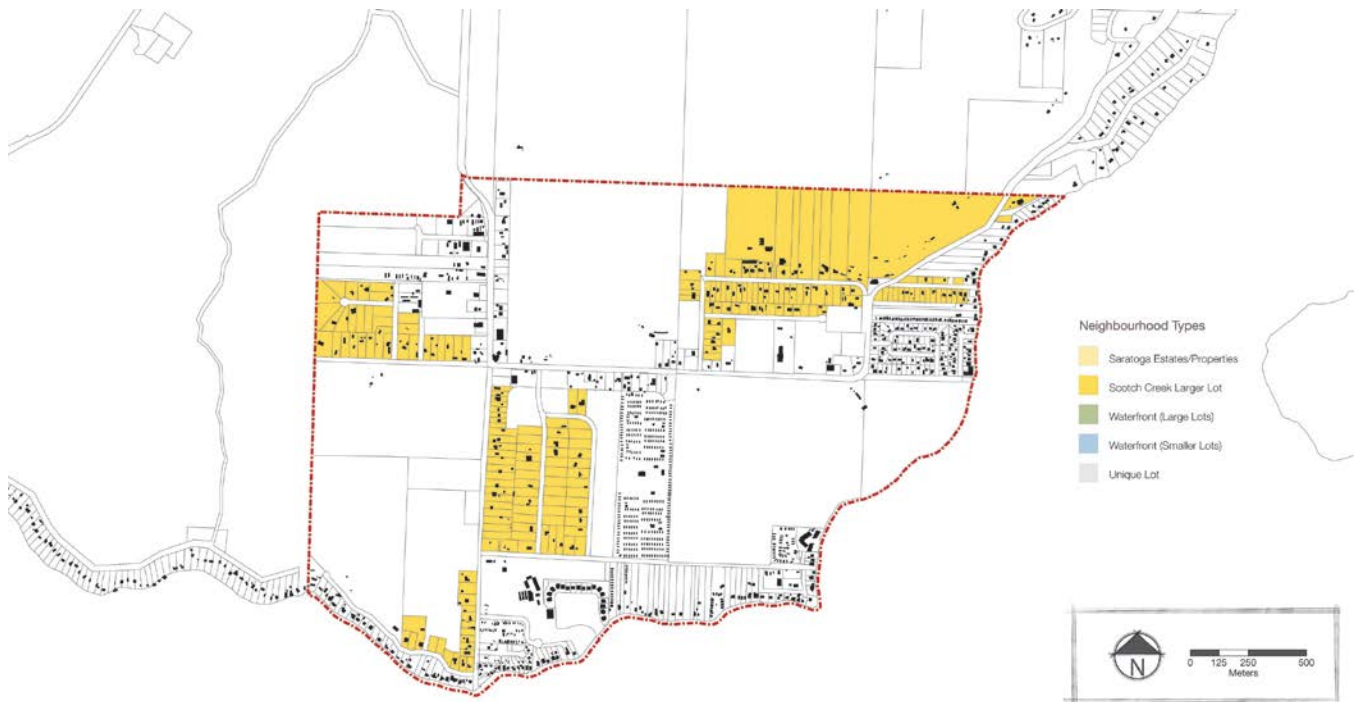 Neighbourhood Types
Saratoga Estates/Properties
Scotch Creek Larger Lot
Waterfront (Large Lots)
Waterfront (Smaller Lots)
Unique Lot
N
0 125 250 500
Meters